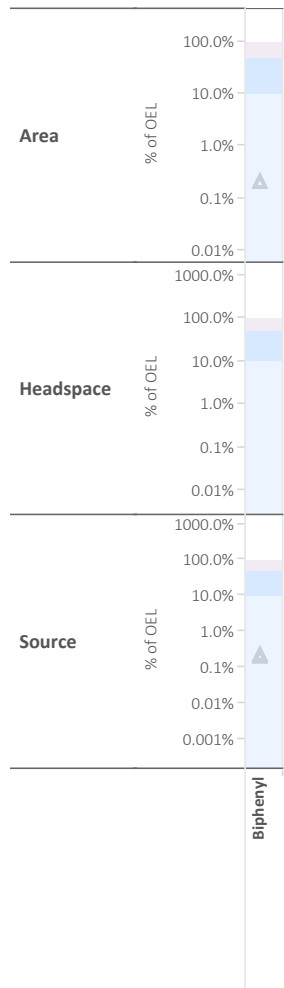 Area
% of OEL
100.0%
10.0%
1.0%
0.1%
0.01%
Headspace
% of OEL
1000.0%
100.0%
10.0%
1.0%
0.1%
0.01%
Source
% of OEL
1000.0%
100.0%
10.0%
1.0%
0.1%
0.01%
0.001%
Biphenyl